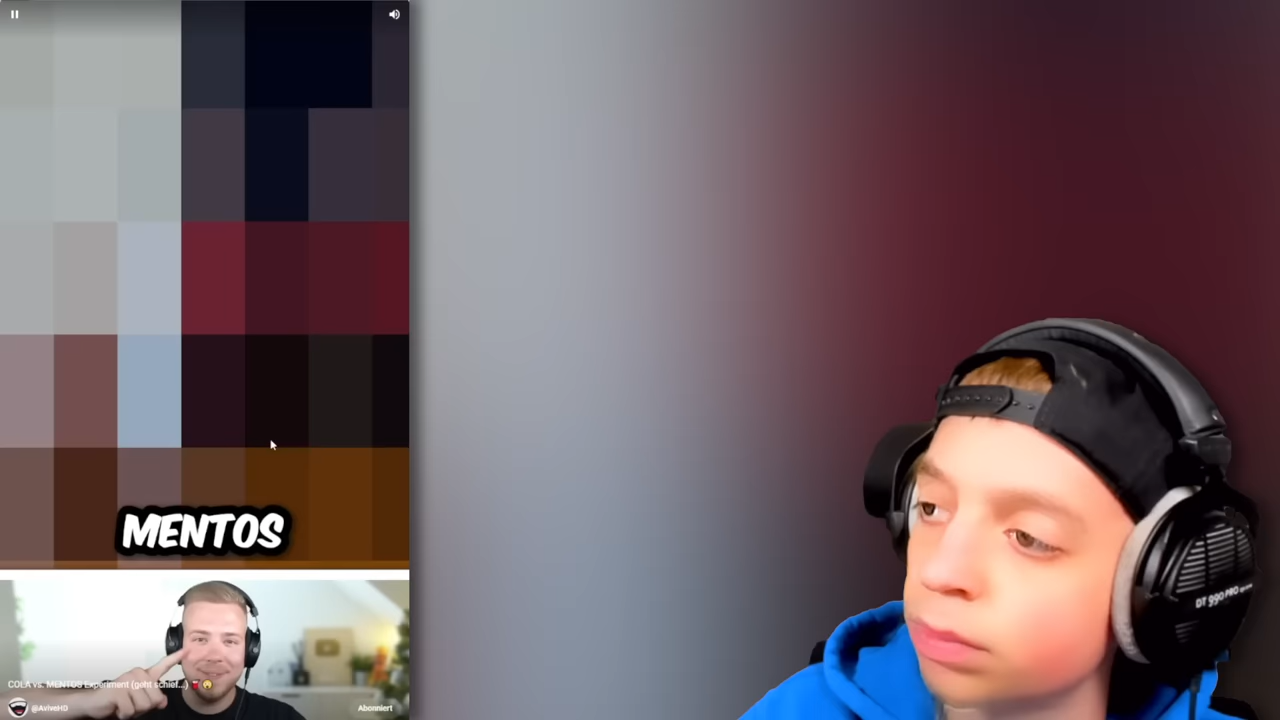 MENTOS
COLA vs. MENTOS Experiment (geht schief...)
@AviveHD
Abonniert
DT 990 PRO